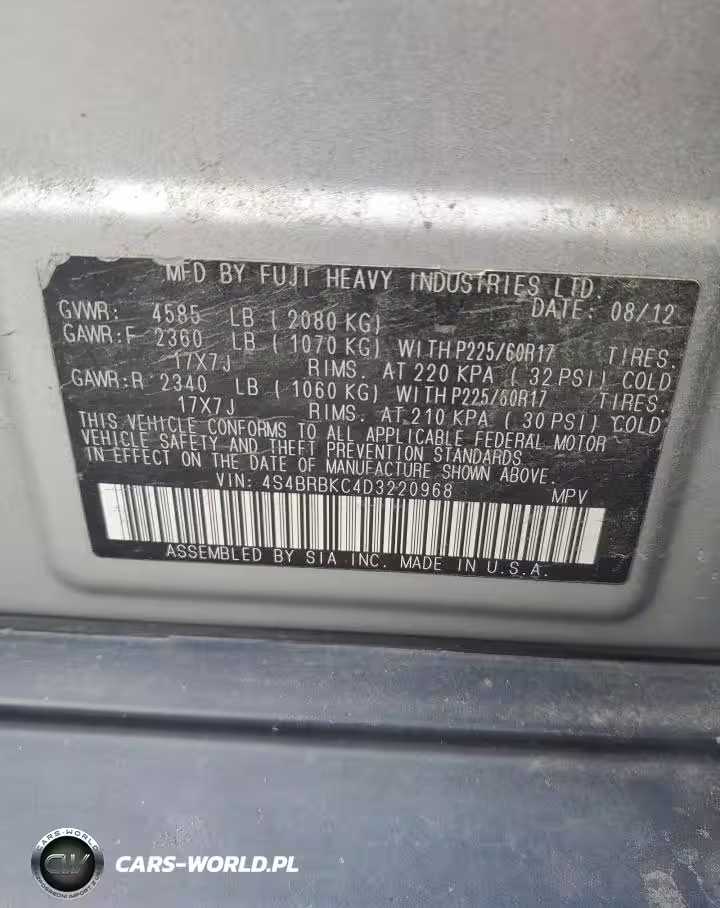 MFD BY FUJI HEAVY INDUSTRIES LTD.
DATE: 08/12
GVWR: 4585 LB ( 2080 KG)
GAWR:F 2360 LB ( 1070 KG) WITH P225/60R17 TIRES.
17X7J RIMS. AT 220 KPA ( 32 PSI) COLD
GAWR:R 2340 LB ( 1060 KG) WITH P225/60R17 TIRES.
17X7J RIMS. AT 210 KPA ( 30 PSI) COLD
THIS VEHICLE CONFORMS TO ALL APPLICABLE FEDERAL MOTOR
VEHICLE SAFETY AND THEFT PREVENTION STANDARDS
IN EFFECT ON THE DATE OF MANUFACTURE SHOWN ABOVE.
VIN: 4S4BRBKC4D3220968 MPV
ASSEMBLED BY SIA INC. MADE IN U.S.A.
CARS-WORLD
CW
CARS-WORLD.PL